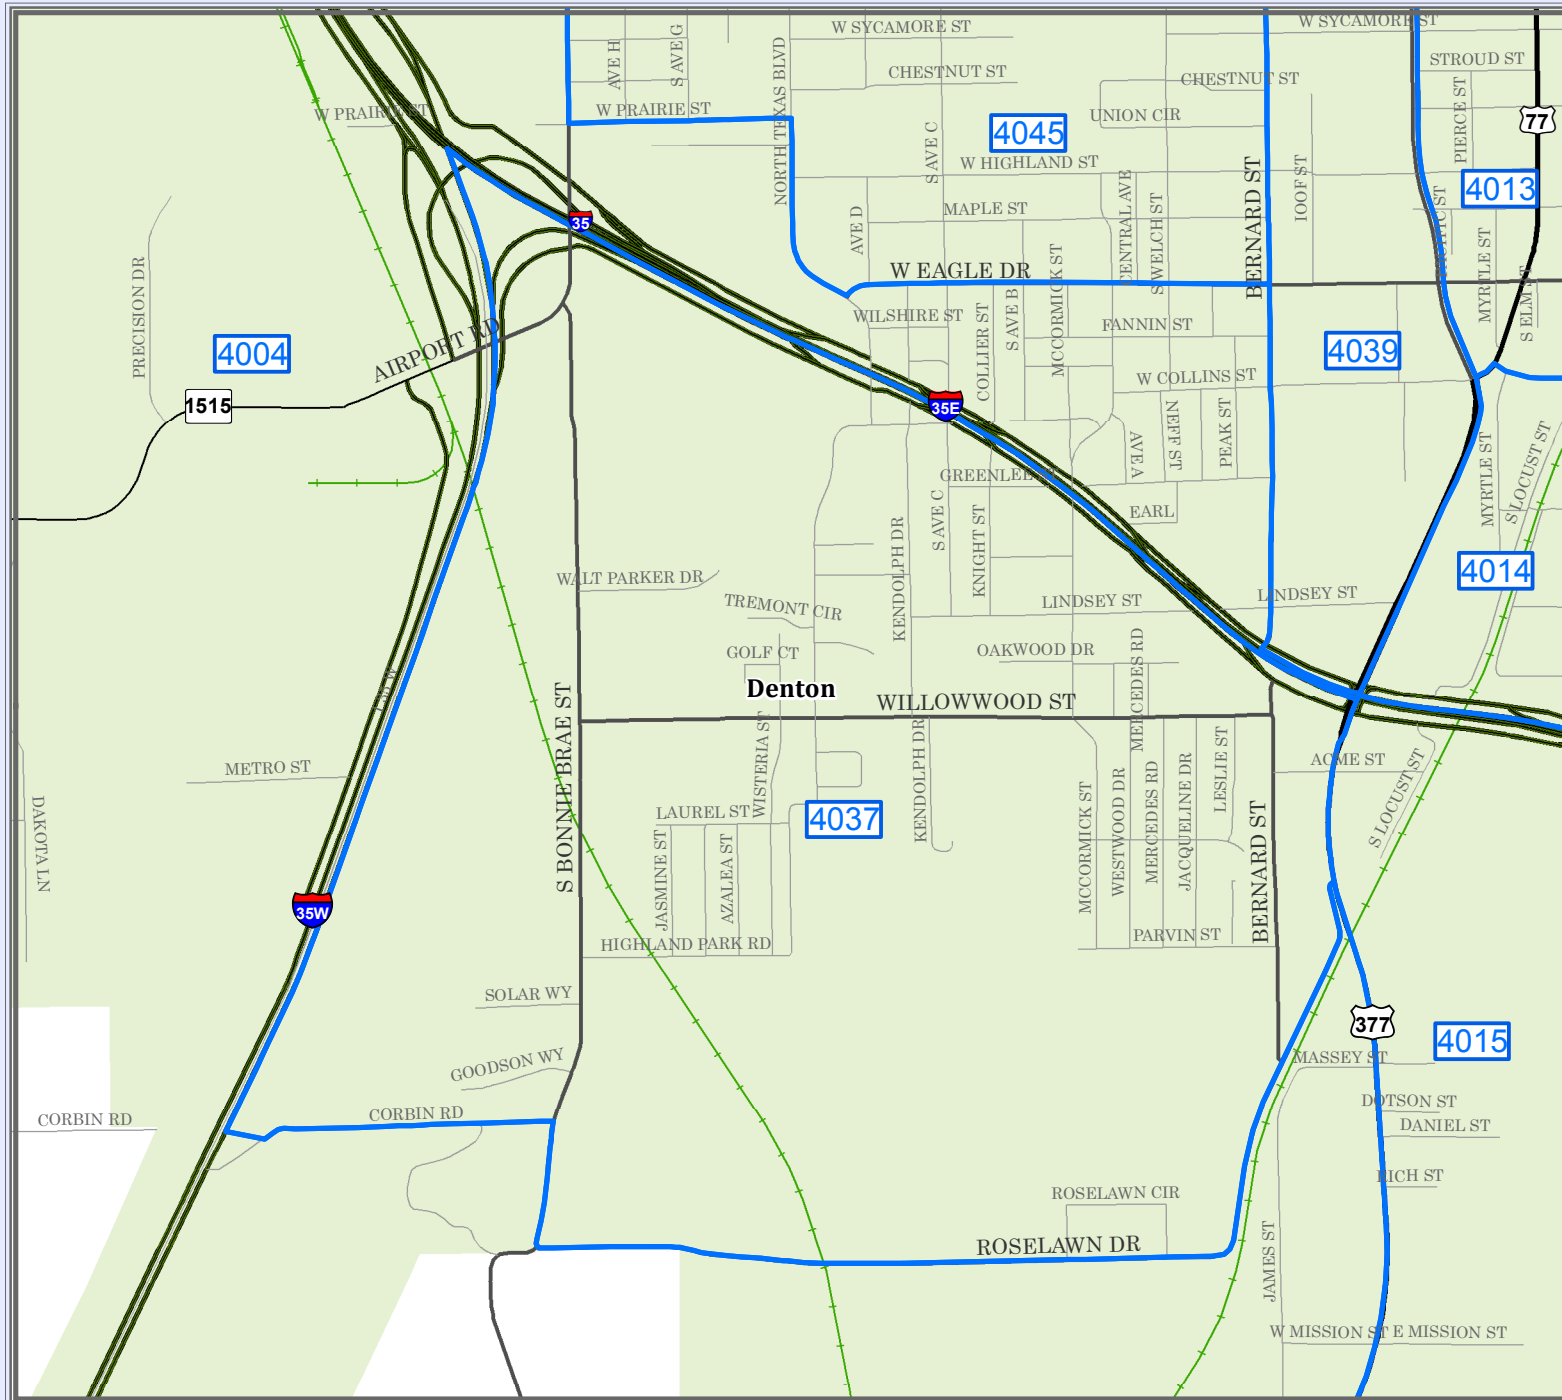 W SYCAMORE ST
W SYCAMORE ST
AVE H
S AVE G
NORTH TEXAS BLVD
STROUD ST
CHESTNUT ST
CHESTNUT ST
W PRAIRIE ST
W PRAIRIE ST
UNION CIR
PIERCE ST
77
4045
S AVE C
W HIGHLAND ST
BERNARD ST
IOOF ST
4013
CENTRAL AVE
S WELCH ST
MAPLE ST
AVE D
35
MYRTLE ST
S ELM ST
W EAGLE DR
MCCORMICK ST
PRECISION DR
WILSHIRE ST
COLLIER ST
S AVE B
FANNIN ST
4004
AIRPORT RD
4039
W COLLINS ST
1515
35E
NEFF ST
PEAK ST
AVE A
MYRTLE ST
S LOCUST ST
GREENLEE ST
EARL
S AVE C
KNIGHT ST
KENDOLPH DR
WALT PARKER DR
4014
TREMONT CIR
LINDSEY ST
LINDSEY ST
GOLF CT
OAKWOOD DR
MERCEDES RD
I-35 W
Denton
WILLOWWOOD ST
S BONNIE BRAE ST
WISTERIA ST
KENDOLPH DR
METRO ST
ACME ST
LESLIE ST
S LOCUST ST
DAKOTA LN
LAUREL ST
4037
MCCORMICK ST
WESTWOOD DR
MERCEDES RD
JACQUELINE DR
BERNARD ST
JASMINE ST
AZALEA ST
35W
HIGHLAND PARK RD
PARVIN ST
SOLAR WY
377
4015
GOODSON WY
MASSEY ST
CORBIN RD
CORBIN RD
DOTSON ST
DANIEL ST
RICH ST
ROSELAWN CIR
ROSELAWN DR
JAMES ST
W MISSION ST
E MISSION ST